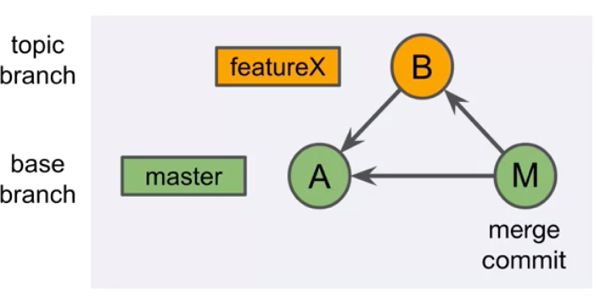 topic
branch
featureX
B
base
branch
master
A
M
merge
commit